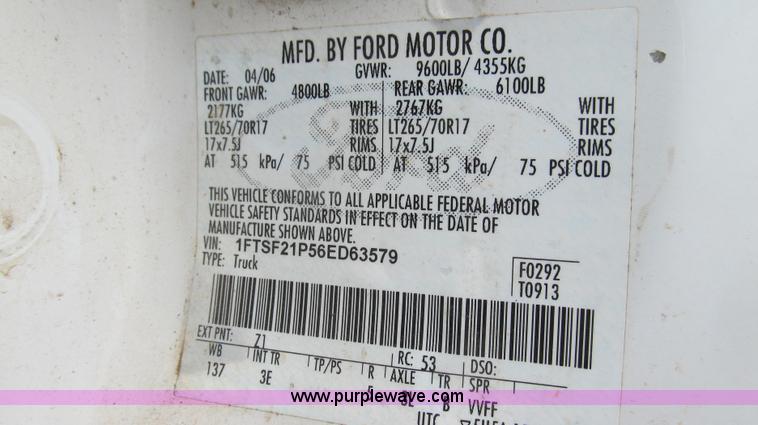 MFD. BY FORD MOTOR CO.
DATE: 04/06 GVWR: 9600LB/ 4355KG
FRONT GAWR: 4800LB REAR GAWR: 6100LB
2177KG WITH 2767KG WITH
LT265/70R17 TIRES LT265/70R17 TIRES
17x7.5J RIMS 17x7.5J RIMS
AT 515 kPa/ 75 PSI COLD AT 515 kPa/ 75 PSI COLD
Ford
THIS VEHICLE CONFORMS TO ALL APPLICABLE FEDERAL MOTOR
VEHICLE SAFETY STANDARDS IN EFFECT ON THE DATE OF
MANUFACTURE SHOWN ABOVE.
VIN: 1FTSF21P56ED63579
TYPE: Truck
F0292
T0913
EXT PNT: Z1 RC: 53 DSO:
WB INT TR TP/PS R AXLE TR SPR
137 3E B VVFF
www.purplewave.com
UTC